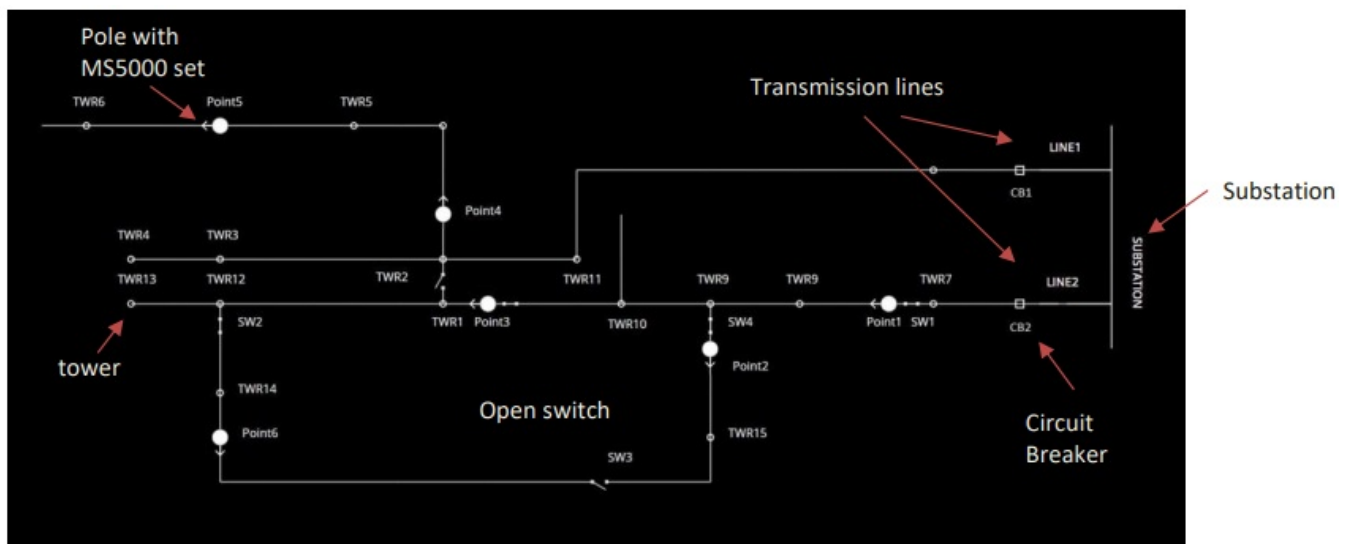 Pole with
MS5000 set
Transmission lines
TWR6
Point5
TWR5
LINE1
CB1
Substation
Point4
TWR4
TWR3
SUBSTATION
TWR13
TWR12
TWR2
TWR11
TWR9
TWR9
TWR7
LINE2
SW2
TWR1
Point3
TWR10
SW4
Point1
SW1
CB2
tower
Point2
TWR14
Open switch
Circuit
Breaker
Point6
TWR15
SW3